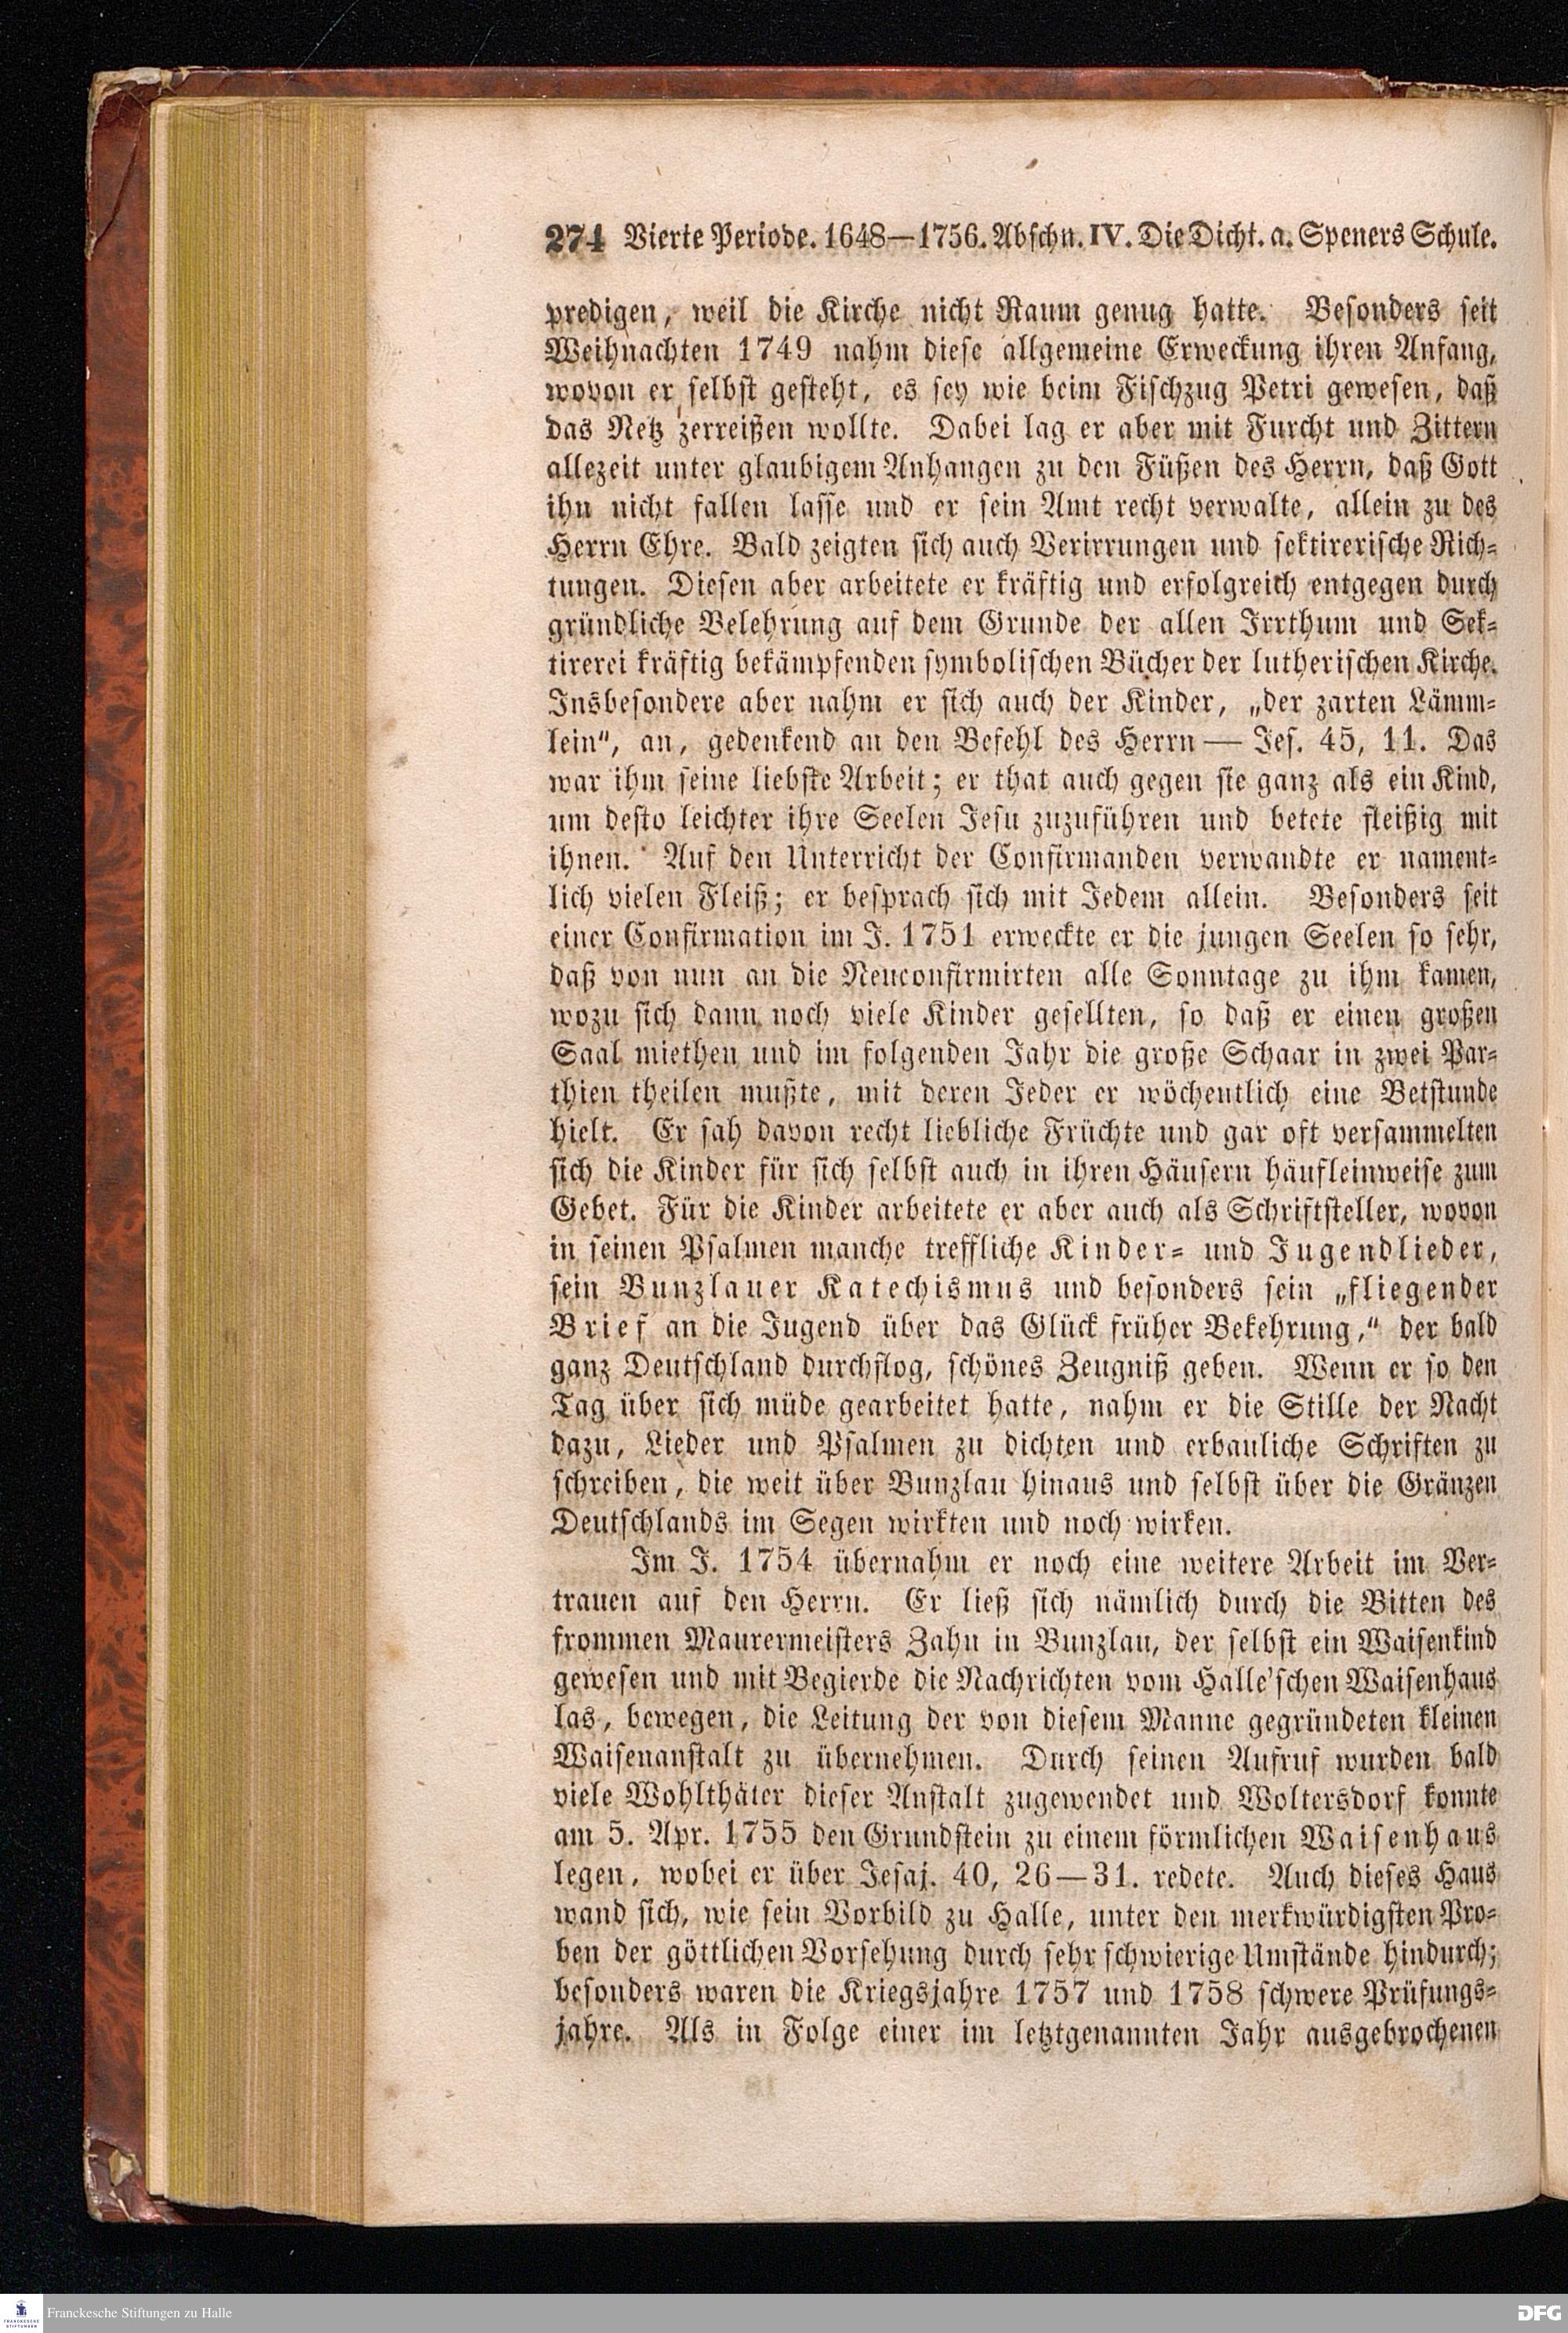 274 Vierte Periode. 1648—1756. Abschn. IV. Die Dicht. a. Speners Schule.
predigen, weil die Kirche nicht Raum genug hatte. Besonders seit
Weihnachten 1749 nahm diese allgemeine Erweckung ihren Anfang,
wovon er selbst gesteht, es sey wie beim Fischzug Petri gewesen, daß
das Netz zerreißen wollte. Dabei lag er aber mit Furcht und Zittern
allezeit unter glaubigem Anhangen zu den Füßen des Herrn, daß Gott
ihn nicht fallen lasse und er sein Amt recht verwalte, allein zu des
Herrn Ehre. Bald zeigten sich auch Verirrungen und sektirerische Rich-
tungen. Diesen aber arbeitete er kräftig und erfolgreich entgegen durch
gründliche Belehrung auf dem Grunde der allen Irrthum und Sek-
tirerei kräftig bekämpfenden symbolischen Bücher der lutherischen Kirche.
Insbesondere aber nahm er sich auch der Kinder, „der zarten Lämm-
lein“, an, gedenkend an den Befehl des Herrn — Jes. 45, 11. Das
war ihm seine liebste Arbeit; er that auch gegen sie ganz als ein Kind,
um desto leichter ihre Seelen Jesu zuzuführen und betete fleißig mit
ihnen. Auf den Unterricht der Confirmanden verwandte er nament-
lich vielen Fleiß; er besprach sich mit Jedem allein. Besonders seit
einer Confirmation im J. 1751 erweckte er die jungen Seelen so sehr,
daß von nun an die Neuconfirmirten alle Sonntage zu ihm kamen,
wozu sich dann noch viele Kinder gesellten, so daß er einen großen
Saal miethen und im folgenden Jahr die große Schaar in zwei Par-
thien theilen mußte, mit deren Jeder er wöchentlich eine Betstunde
hielt. Er sah davon recht liebliche Früchte und gar oft versammelten
sich die Kinder für sich selbst auch in ihren Häusern häufleinweise zum
Gebet. Für die Kinder arbeitete er aber auch als Schriftsteller, wovon
in seinen Psalmen manche treffliche Kinder- und Jugendlieder,
sein Bunzlauer Katechismus und besonders sein „fliegender
Brief an die Jugend über das Glück früher Bekehrung,“ der bald
ganz Deutschland durchflog, schönes Zeugniß geben. Wenn er so den
Tag über sich müde gearbeitet hatte, nahm er die Stille der Nacht
dazu, Lieder und Psalmen zu dichten und erbauliche Schriften zu
schreiben, die weit über Bunzlau hinaus und selbst über die Gränzen
Deutschlands im Segen wirkten und noch wirken.
Im J. 1754 übernahm er noch eine weitere Arbeit im Ver-
trauen auf den Herrn. Er ließ sich nämlich durch die Bitten des
frommen Maurermeisters Zahn in Bunzlau, der selbst ein Waisenkind
gewesen und mit Begierde die Nachrichten vom Halle'schen Waisenhaus
las, bewegen, die Leitung der von diesem Manne gegründeten kleinen
Waisenanstalt zu übernehmen. Durch seinen Aufruf wurden bald
viele Wohlthäter dieser Anstalt zugewendet und Woltersdorf konnte
am 5. Apr. 1755 den Grundstein zu einem förmlichen Waisenhaus
legen, wobei er über Jesaj. 40, 26—31. redete. Auch dieses Haus
wand sich, wie sein Vorbild zu Halle, unter den merkwürdigsten Pro-
ben der göttlichen Vorsehung durch sehr schwierige Umstände hindurch;
besonders waren die Kriegsjahre 1757 und 1758 schwere Prüfungs-
jahre. Als in Folge einer im letztgenannten Jahr ausgebrochenen
FRANCKESCHE
STIFTUNGEN
Franckesche Stiftungen zu Halle
DFG